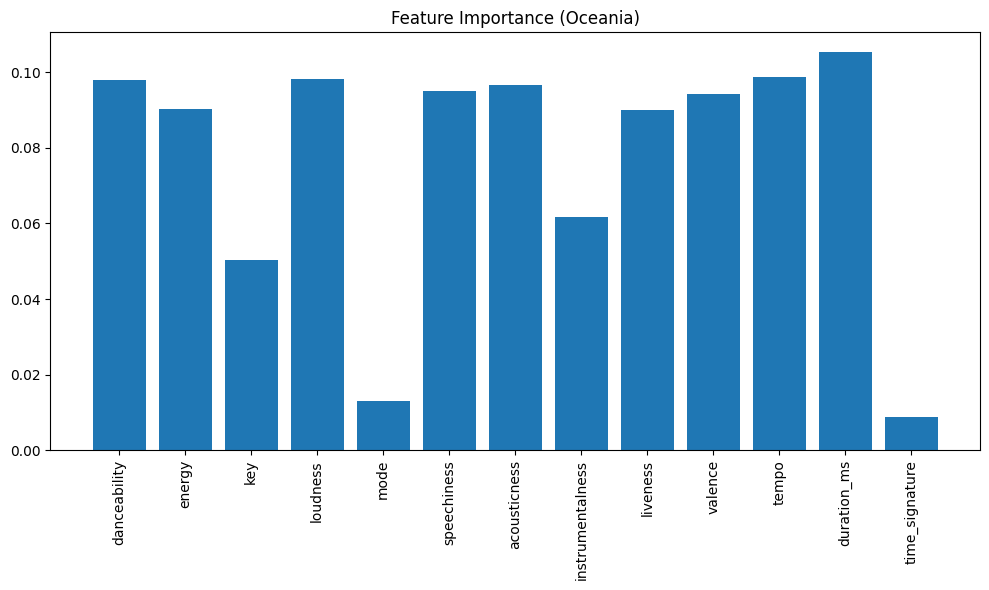 Feature Importance (Oceania)
0.10
0.08
0.06
0.04
0.02
0.00
danceability
energy
key
loudness
mode
speechiness
acousticness
instrumentalness
liveness
valence
tempo
duration_ms
time_signature